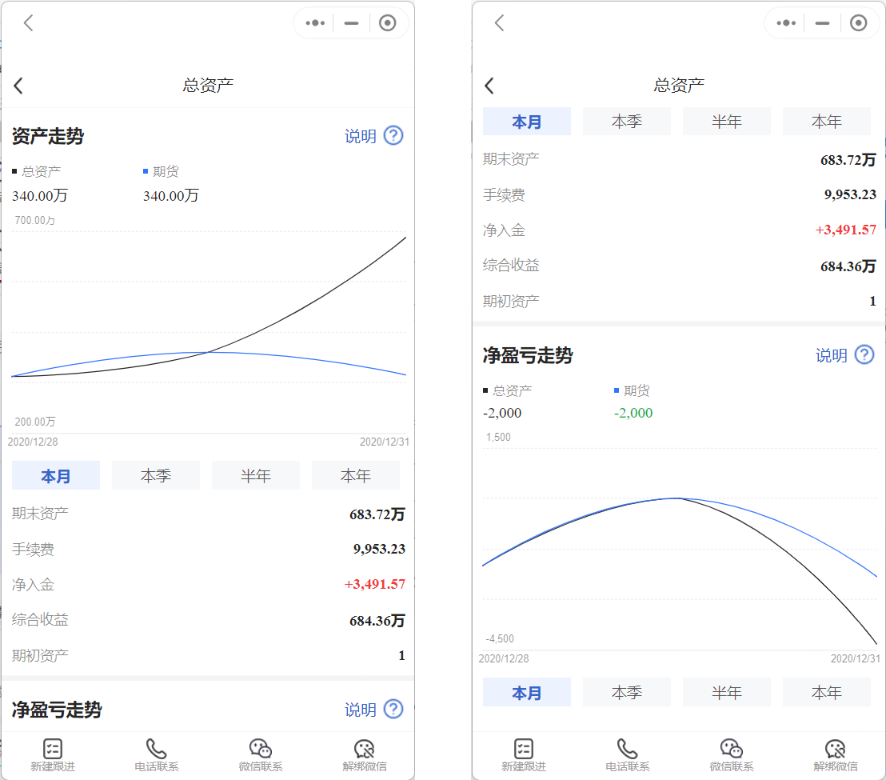 总资产
资产走势
说明
总资产
期货
340.00万
340.00万
700.00万
200.00万
2020/12/28
2020/12/31
本月
本季
半年
本年
期末资产
683.72万
手续费
9,953.23
净入金
+3,491.57
综合收益
684.36万
期初资产
1
净盈亏走势
说明
新建跟进
电话联系
微信联系
解绑微信
总资产
本月
本季
半年
本年
期末资产
683.72万
手续费
9,953.23
净入金
+3,491.57
综合收益
684.36万
期初资产
1
净盈亏走势
说明
总资产
期货
-2,000
-2,000
1,500
-4,500
2020/12/28
2020/12/31
本月
本季
半年
本年
新建跟进
电话联系
微信联系
解绑微信